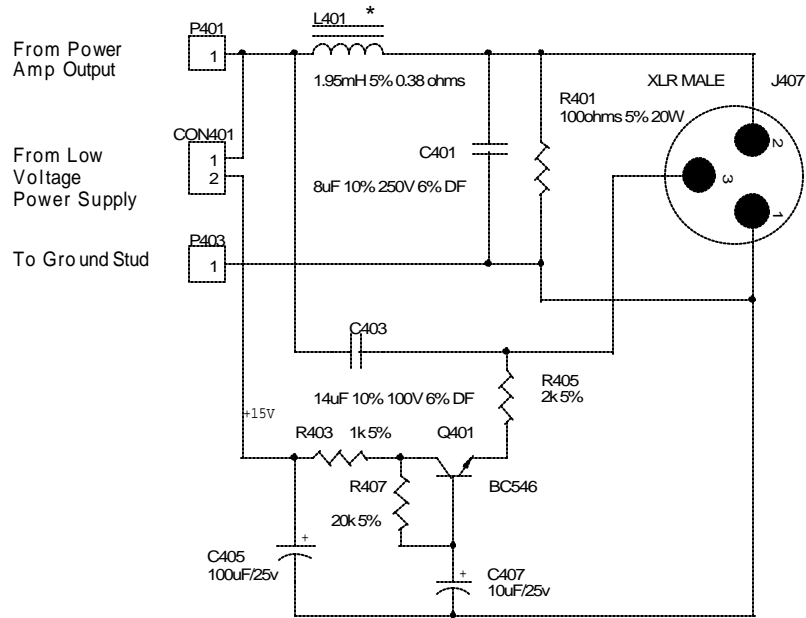 L401
*
P401
1
From Power
Amp Output
1.95mH 5% 0.38 ohms
XLR MALE
J407
R401
100ohms 5% 20W
CON401
1
2
From Low
Voltage
Power Supply
C401
8uF 10% 250V 6% DF
2
3
1
P403
1
To Ground Stud
C403
14uF 10% 100V 6% DF
R405
2k 5%
+15V
R403
1k 5%
Q401
BC546
R407
20k 5%
+
C405
100uF/25v
+
C407
10uF/25v